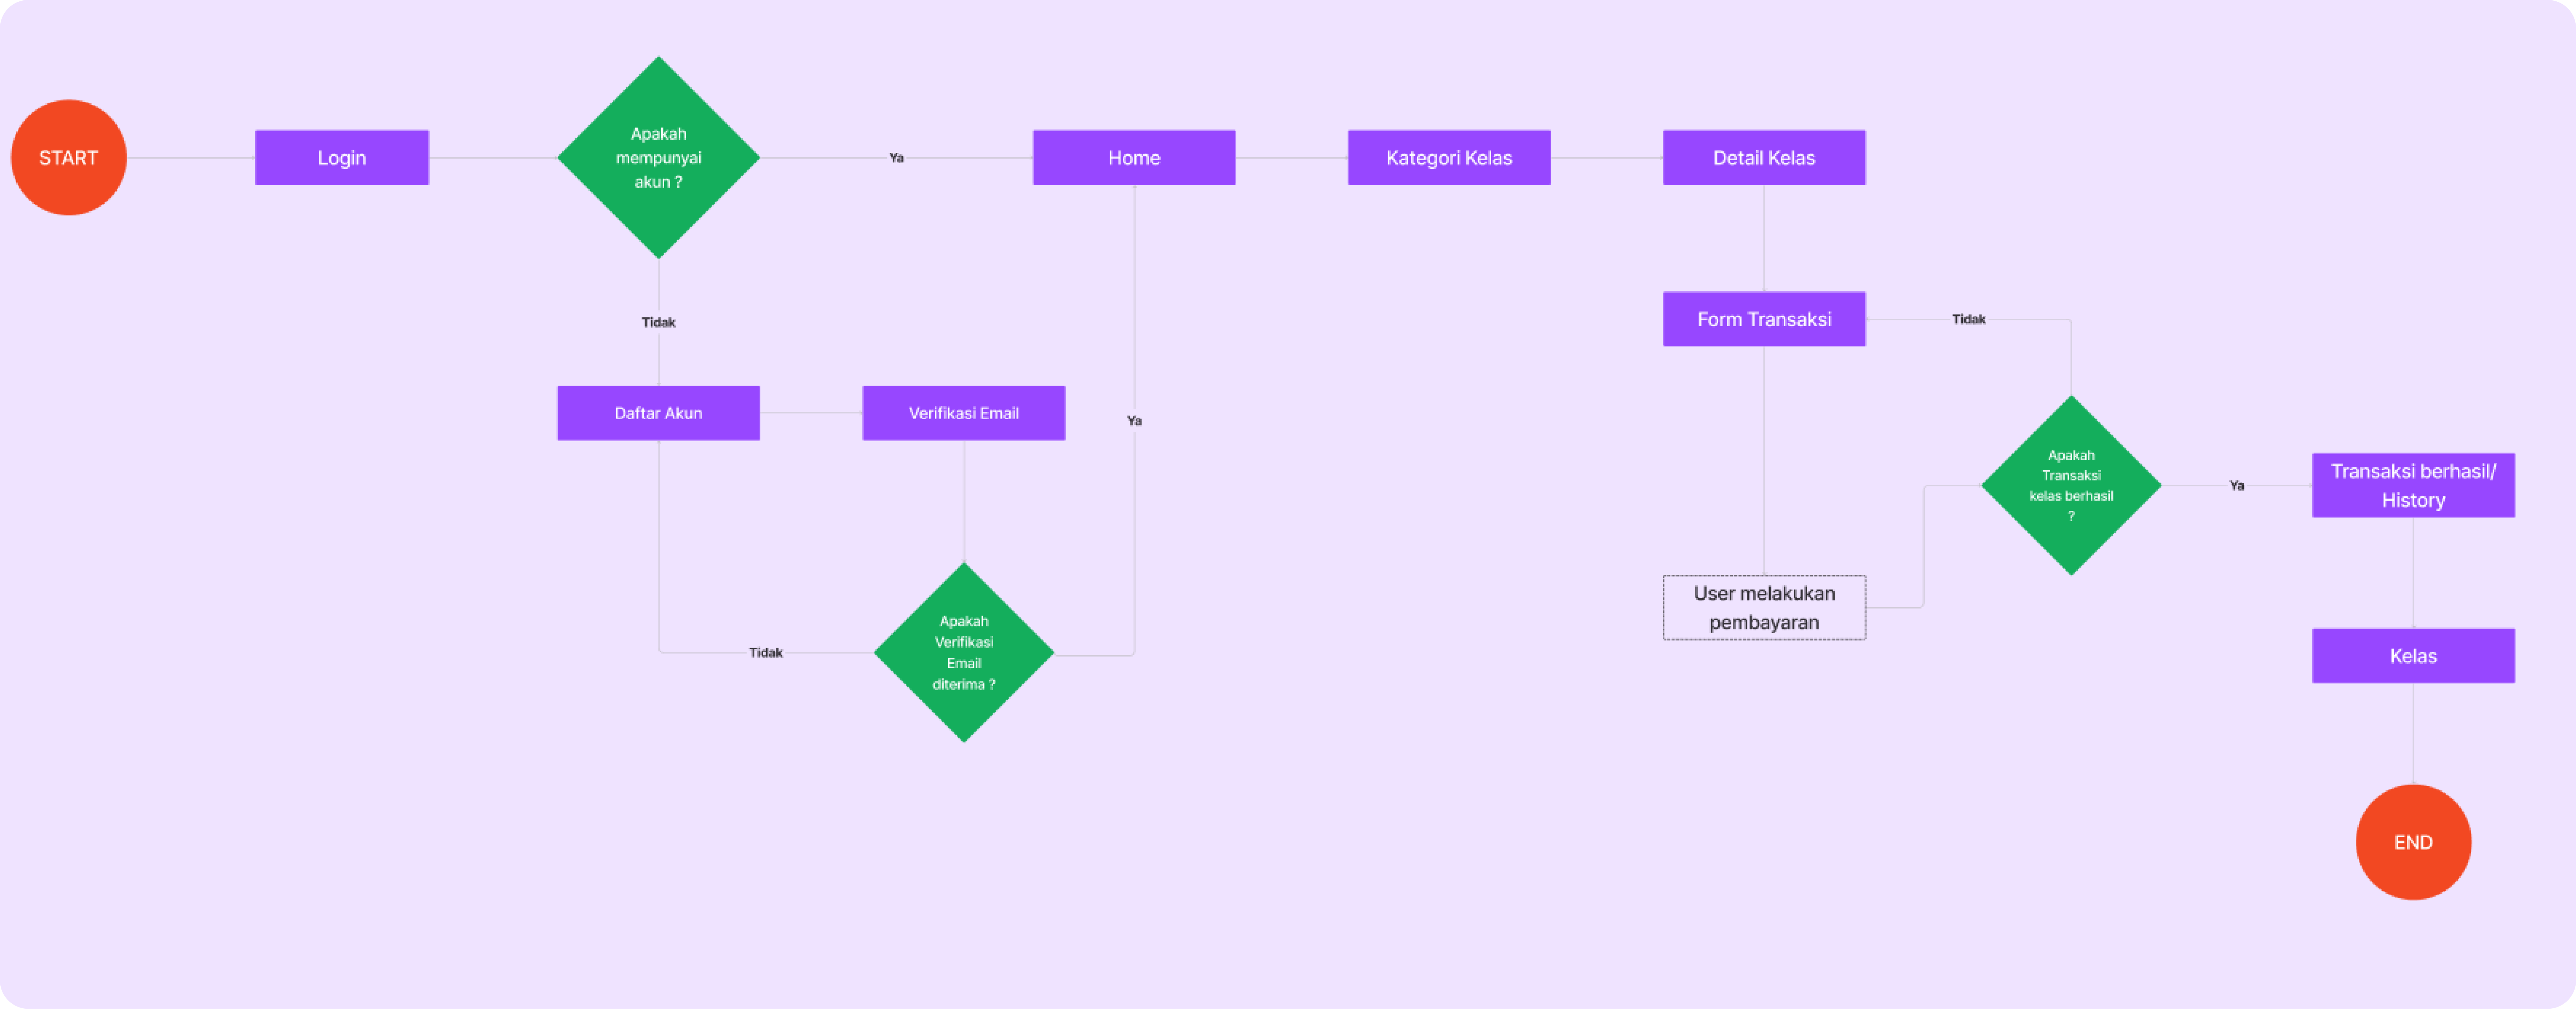 START
Login
Apakah
mempunyai
akun ?
Ya
Home
Kategori Kelas
Detail Kelas
Tidak
Form Transaksi
Tidak
Daftar Akun
Verifikasi Email
Ya
Apakah
Transaksi
kelas berhasil
?
Ya
Transaksi berhasil/
History
User melakukan
pembayaran
Apakah
Verifikasi
Email
diterima ?
Tidak
Kelas
END